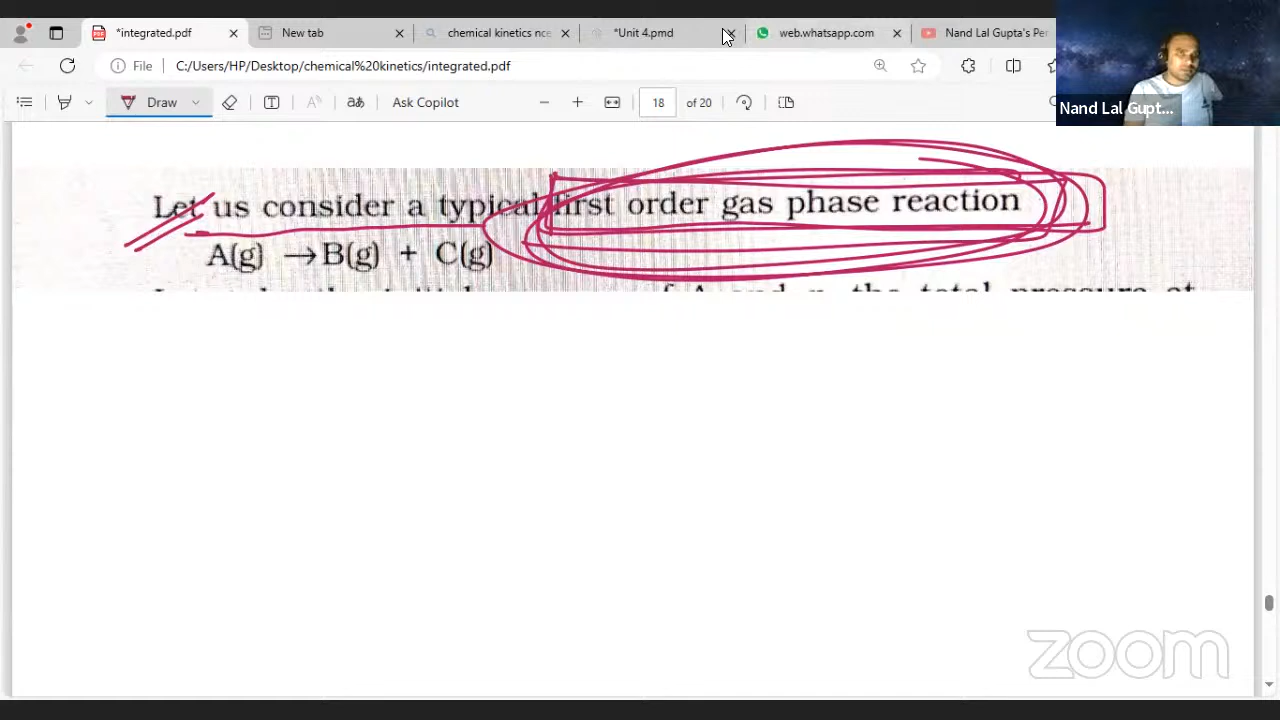 *integrated.pdf
New tab
chemical kinetics nce
*Unit 4.pmd
web.whatsapp.com
Nand Lal Gupta's Per
File
C:/Users/HP/Desktop/chemical%20kinetics/integrated.pdf
Draw
Ask Copilot
18 of 20
Nand Lal Gupt...
Let us consider a typical first order gas phase reaction
A(g) → B(g) + C(g)
zoom